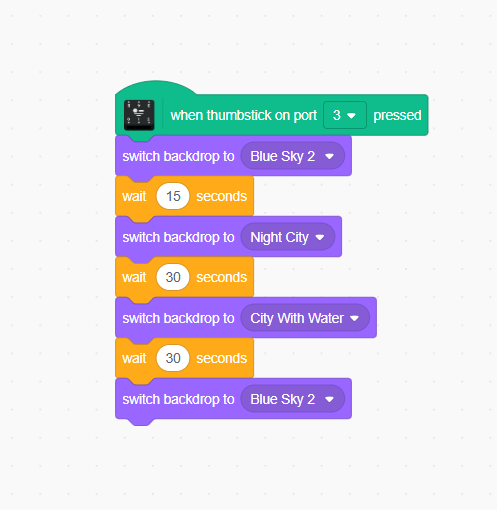 when thumbstick on port 3 pressed
switch backdrop to Blue Sky 2
wait 15 seconds
switch backdrop to Night City
wait 30 seconds
switch backdrop to City With Water
wait 30 seconds
switch backdrop to Blue Sky 2